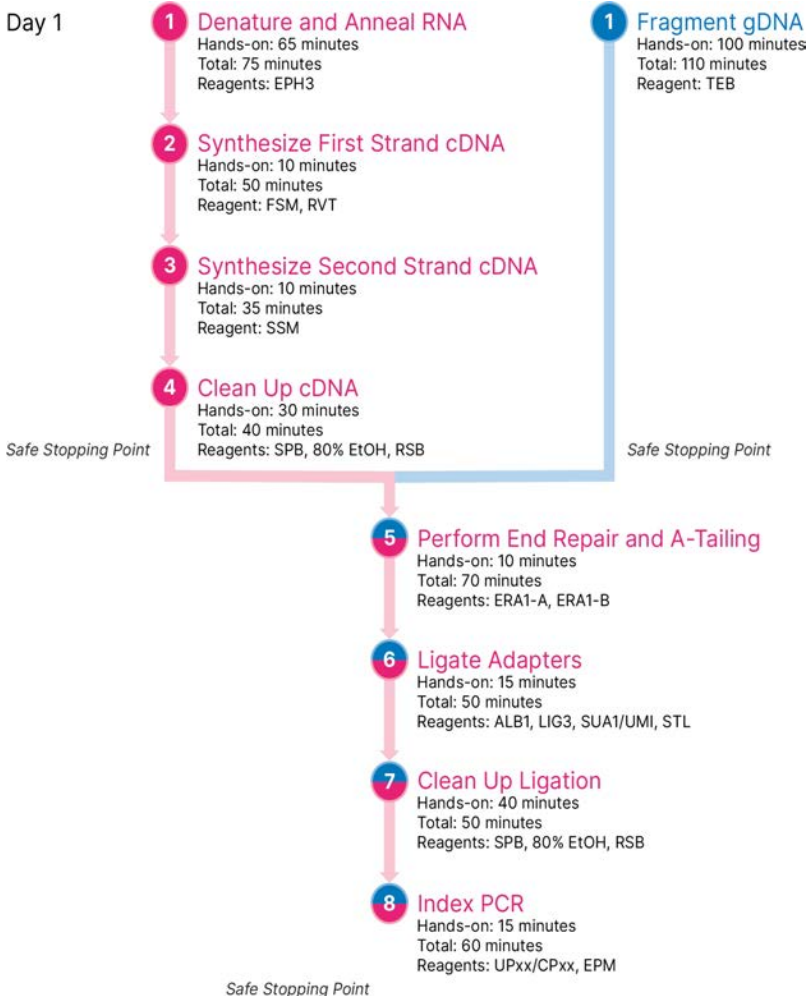 Day 1
1 Denature and Anneal RNA
Hands-on: 65 minutes
Total: 75 minutes
Reagents: EPH3
1 Fragment gDNA
Hands-on: 100 minutes
Total: 110 minutes
Reagent: TEB
2 Synthesize First Strand cDNA
Hands-on: 10 minutes
Total: 50 minutes
Reagent: FSM, RVT
3 Synthesize Second Strand cDNA
Hands-on: 10 minutes
Total: 35 minutes
Reagent: SSM
4 Clean Up cDNA
Hands-on: 30 minutes
Total: 40 minutes
Reagents: SPB, 80% EtOH, RSB
Safe Stopping Point
Safe Stopping Point
5 Perform End Repair and A-Tailing
Hands-on: 10 minutes
Total: 70 minutes
Reagents: ERA1-A, ERA1-B
6 Ligate Adapters
Hands-on: 15 minutes
Total: 50 minutes
Reagents: ALB1, LIG3, SUA1/UMI, STL
7 Clean Up Ligation
Hands-on: 40 minutes
Total: 50 minutes
Reagents: SPB, 80% EtOH, RSB
8 Index PCR
Hands-on: 15 minutes
Total: 60 minutes
Reagents: UPxx/CPxx, EPM
Safe Stopping Point